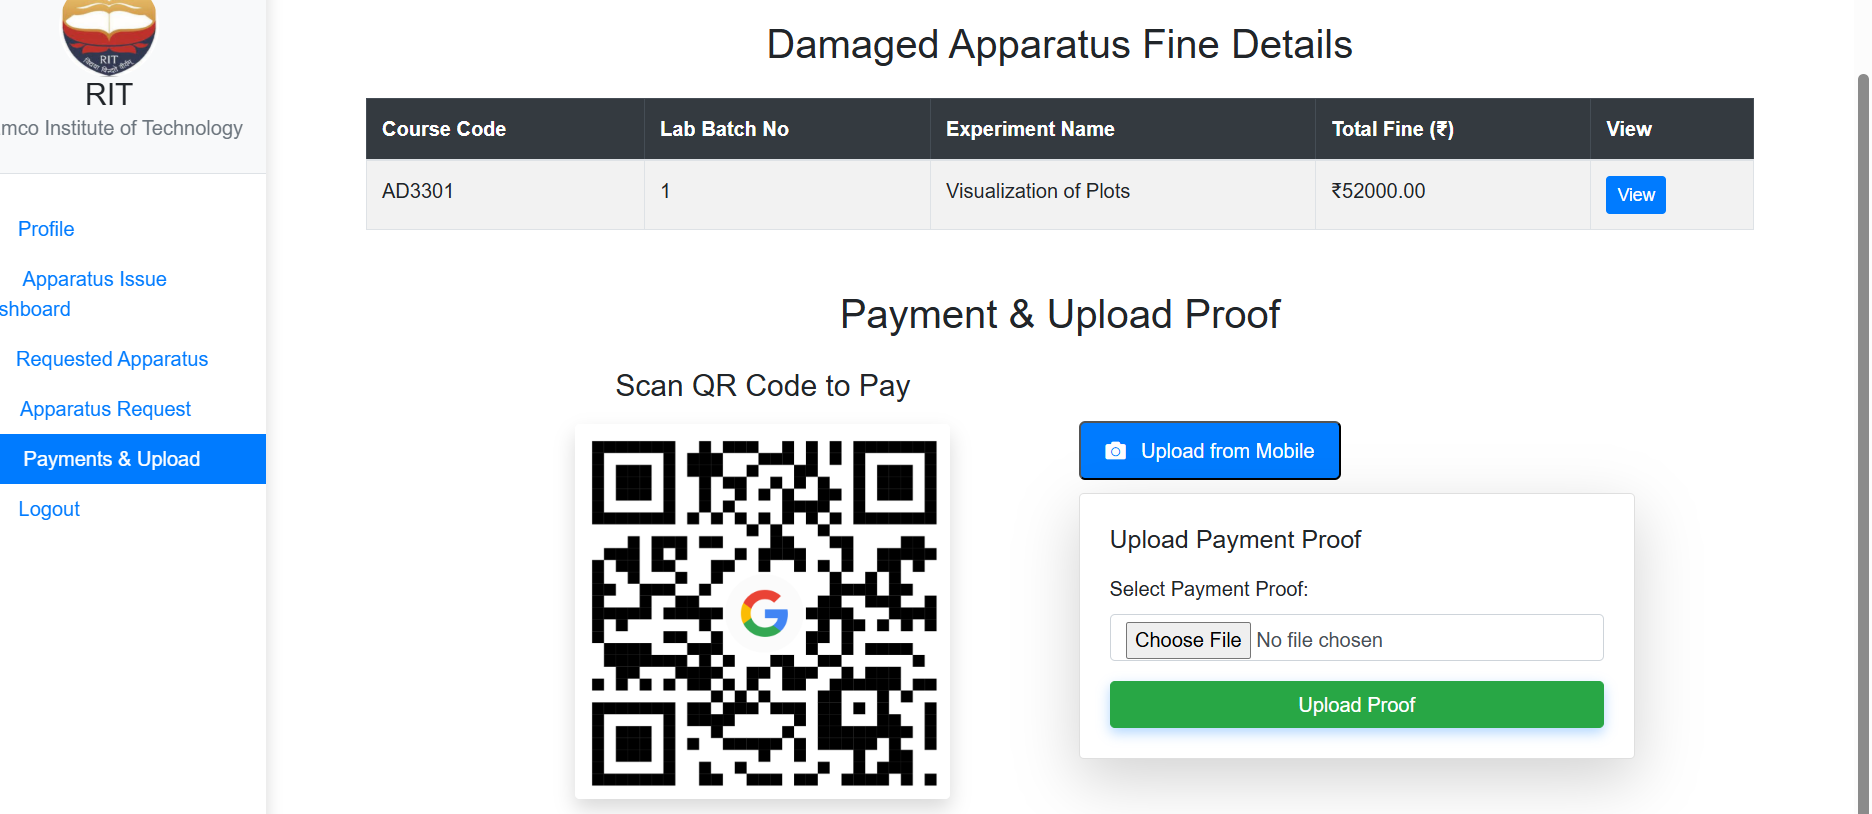 RIT
RIT
mco Institute of Technology
Profile
Apparatus Issue
shboard
Requested Apparatus
Apparatus Request
Payments & Upload
Logout
Damaged Apparatus Fine Details
Course Code Lab Batch No Experiment Name Total Fine (₹) View
AD3301 1 Visualization of Plots ₹52000.00 View
Payment & Upload Proof
Scan QR Code to Pay
G
Upload from Mobile
Upload Payment Proof
Select Payment Proof:
Choose File No file chosen
Upload Proof